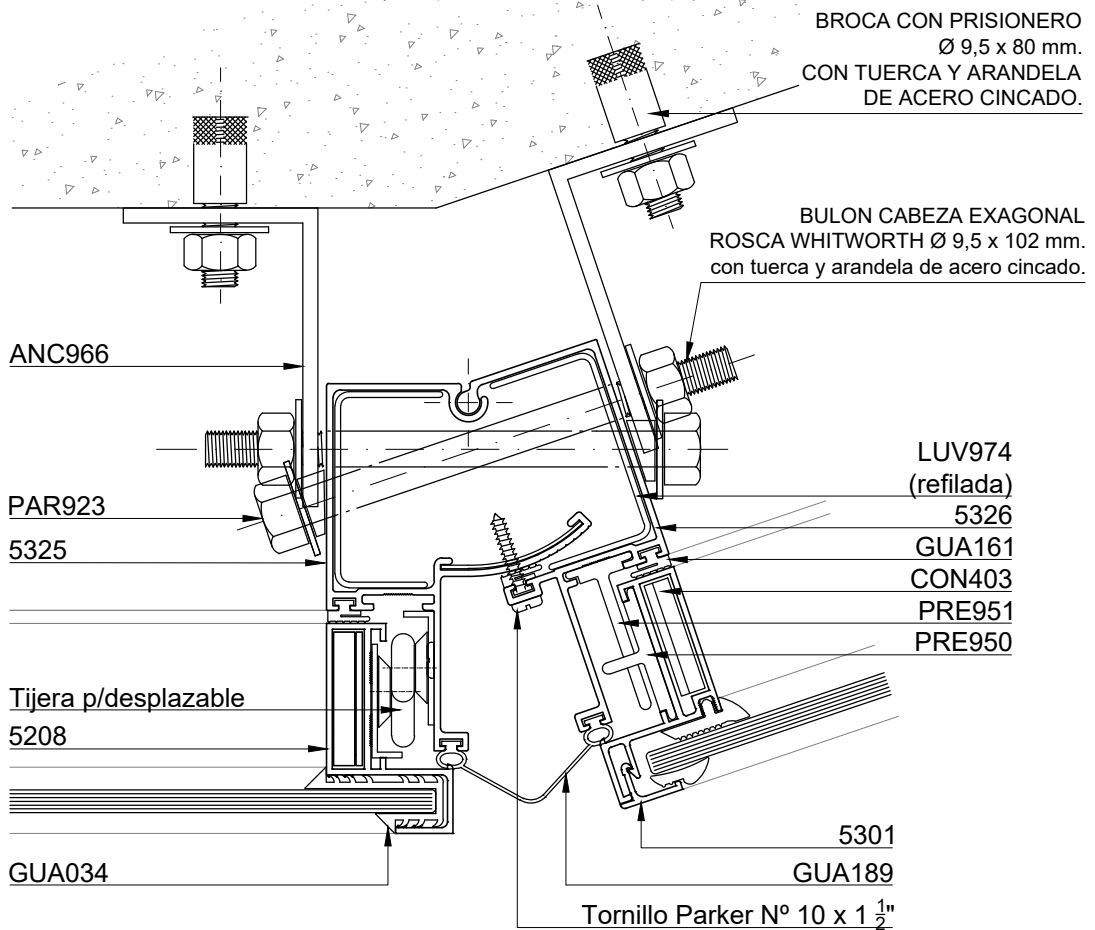 BROCA CON PRISIONERO
Ø 9,5 x 80 mm.
CON TUERCA Y ARANDELA
DE ACERO CINCADO.
BULON CABEZA EXAGONAL
ROSCA WHITWORTH Ø 9,5 x 102 mm.
con tuerca y arandela de acero cincado.
ANC966
PAR923
5325
Tijera p/desplazable
5208
GUA034
LUV974
(refilada)
5326
GUA161
CON403
PRE951
PRE950
5301
GUA189
Tornillo Parker Nº 10 x 1 1/2"